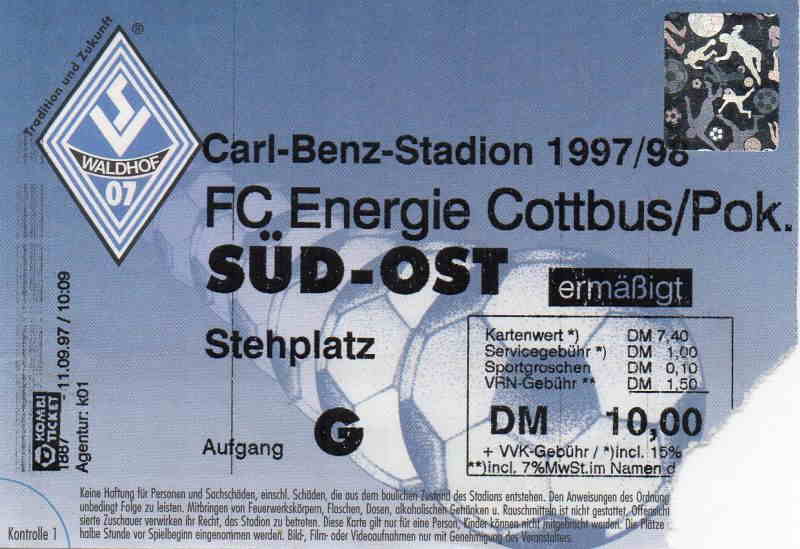 Tradition und Zukunft
®
SV
WALDHOF
07
Carl-Benz-Stadion 1997/98
FC Energie Cottbus/Pok.
SÜD-OST
ermäßigt
Stehplatz
Kartenwert *) DM 7,40
Servicegebühr *) DM 1,00
Sportgroschen DM 0,10
VRN-Gebühr ** DM 1,50
DM 10,00
+ VVK-Gebühr / *)incl. 15%
**)incl. 7%MwSt.im Namen d
Aufgang G
KOMBI
TICKET
1887 - 11.09.97 / 10:09
Agentur: k01
Kontrolle 1
Keine Haftung für Personen und Sachschäden, einschl. Schäden, die aus dem baulichen Zustand des Stadions entstehen. Den Anweisungen des Ordnung
unbedingt Folge zu leisten. Mitbringen von Feuerwerkskörpern, Flaschen, Dosen, alkoholischen Getränken u. Rauschmitteln ist nicht gestattet. Offensicht
sierte Zuschauer verwirken ihr Recht, das Stadion zu betreten. Diese Karte gilt nur für eine Person, Kinder können nicht mitgebracht werden. Die Plätze
halbe Stunde vor Spielbeginn eingenommen werden. Bild-, Film- oder Videoaufnahmen nur mit Genehmigung des Veranstalters.